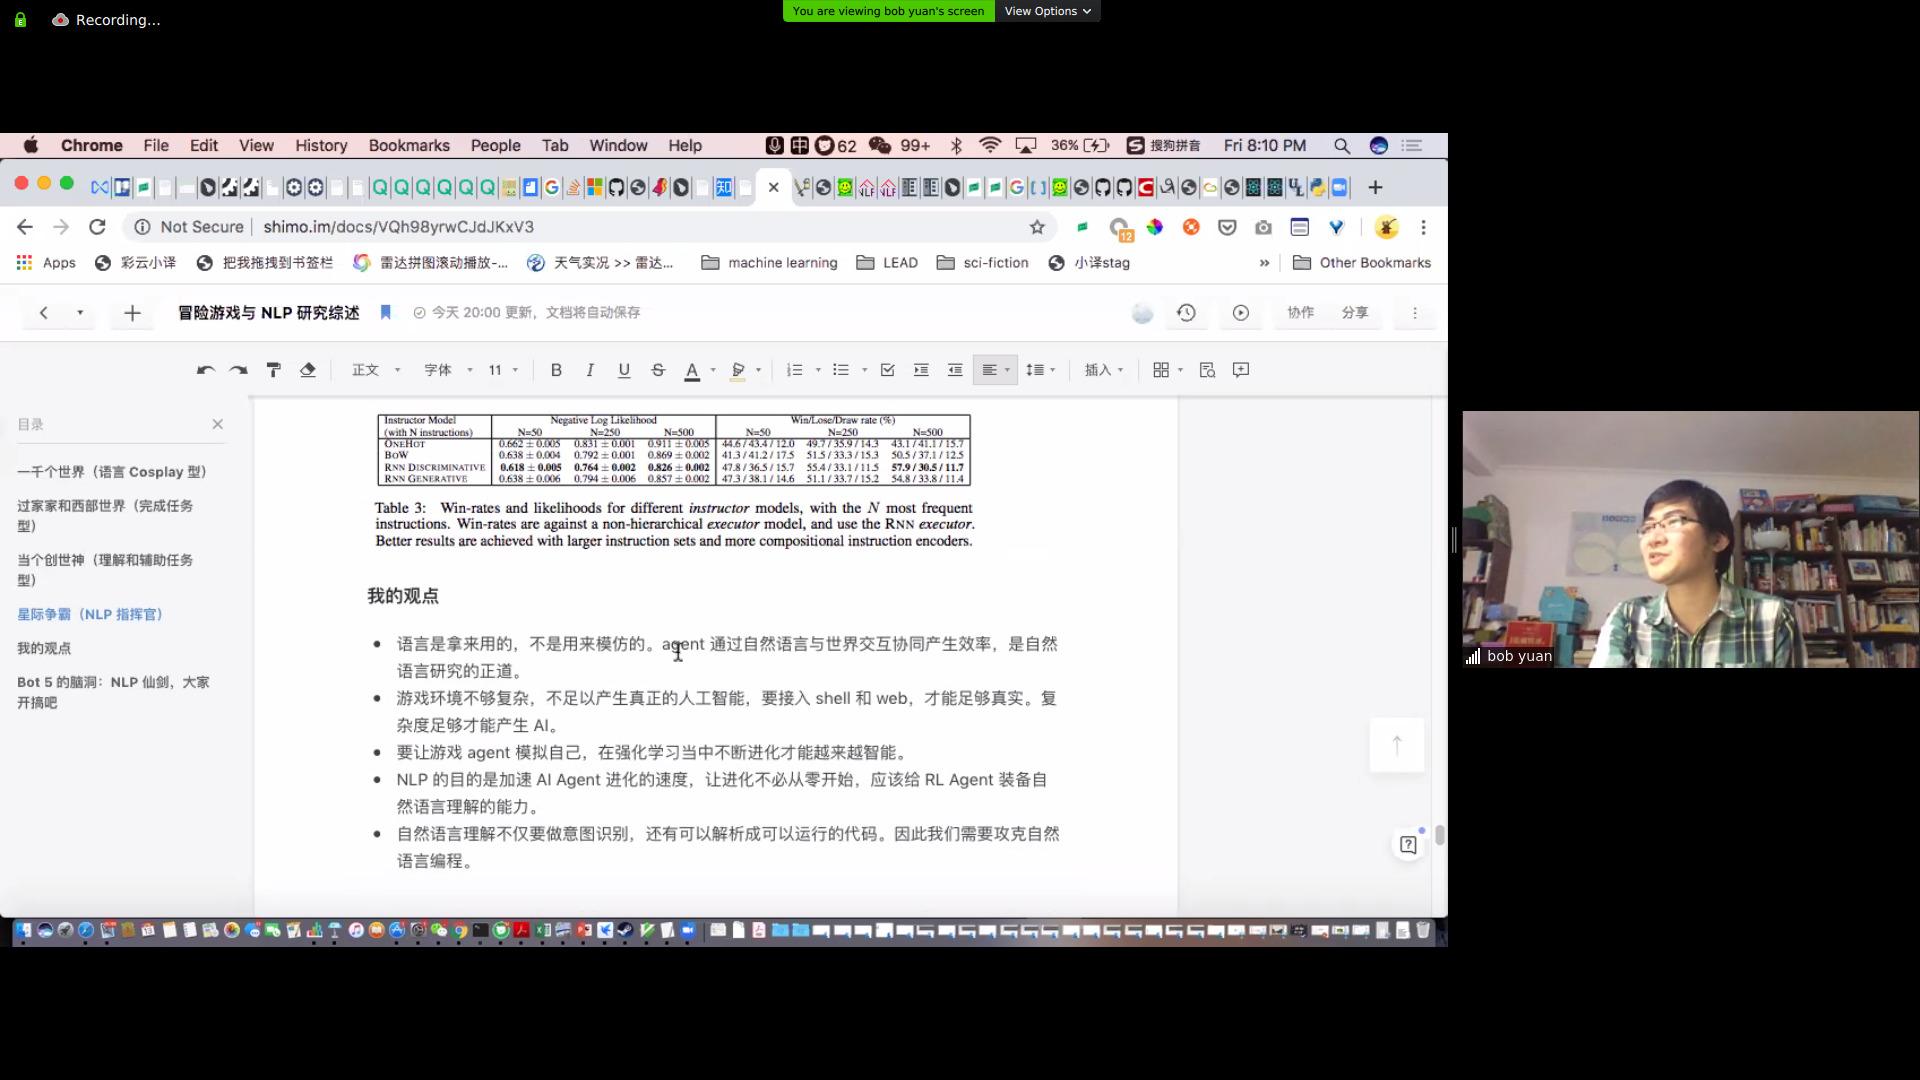 Recording...
You are viewing bob yuan's screen
View Options
Chrome File Edit View History Bookmarks People Tab Window Help
中 62 99+ 36% 搜狗拼音 Fri 8:10 PM
Not Secure shimo.im/docs/VQh98yrwCJdJKxV3
12
Apps 彩云小译 把我拖拽到书签栏 雷达拼图滚动播放-... 天气实况 >> 雷达... machine learning LEAD sci-fiction 小译stag » Other Bookmarks
冒险游戏与 NLP 研究综述 今天 20:00 更新，文档将自动保存 协作 分享
正文 字体 11 B I U S A 插入
目录
一千个世界（语言 Cosplay 型）
过家家和西部世界（完成任务
型）
当个创世神（理解和辅助任务
型）
星际争霸（NLP 指挥官）
我的观点
Bot 5 的脑洞：NLP 仙剑，大家
开搞吧
Instructor Model Negative Log Likelihood Win/Lose/Draw rate (%)
(with N instructions) N=50 N=250 N=500 N=50 N=250 N=500
ONEHOT 0.662 ± 0.005 0.831 ± 0.001 0.911 ± 0.005 44.6 / 43.4 / 12.0 49.7 / 35.9 / 14.3 43.1 / 41.1 / 15.7
BOW 0.638 ± 0.004 0.792 ± 0.001 0.869 ± 0.002 41.3 / 41.2 / 17.5 51.5 / 33.3 / 15.3 50.5 / 37.1 / 12.5
RNN DISCRIMINATIVE 0.618 ± 0.005 0.764 ± 0.002 0.826 ± 0.002 47.8 / 36.5 / 15.7 55.4 / 33.1 / 11.5 57.9 / 30.5 / 11.7
RNN GENERATIVE 0.638 ± 0.006 0.794 ± 0.006 0.857 ± 0.002 47.3 / 38.1 / 14.6 51.1 / 33.7 / 15.2 54.8 / 33.8 / 11.4
Table 3: Win-rates and likelihoods for different instructor models, with the N most frequent
instructions. Win-rates are against a non-hierarchical executor model, and use the RNN executor.
Better results are achieved with larger instruction sets and more compositional instruction encoders.
我的观点
语言是拿来用的，不是用来模仿的。agent 通过自然语言与世界交互协同产生效率，是自然
语言研究的正道。
游戏环境不够复杂，不足以产生真正的人工智能，要接入 shell 和 web，才能足够真实。复
杂度足够才能产生 AI。
要让游戏 agent 模拟自己，在强化学习当中不断进化才能越来越智能。
NLP 的目的是加速 AI Agent 进化的速度，让进化不必从零开始，应该给 RL Agent 装备自
然语言理解的能力。
自然语言理解不仅要做意图识别，还有可以解析成可以运行的代码。因此我们需要攻克自然
语言编程。
bob yuan